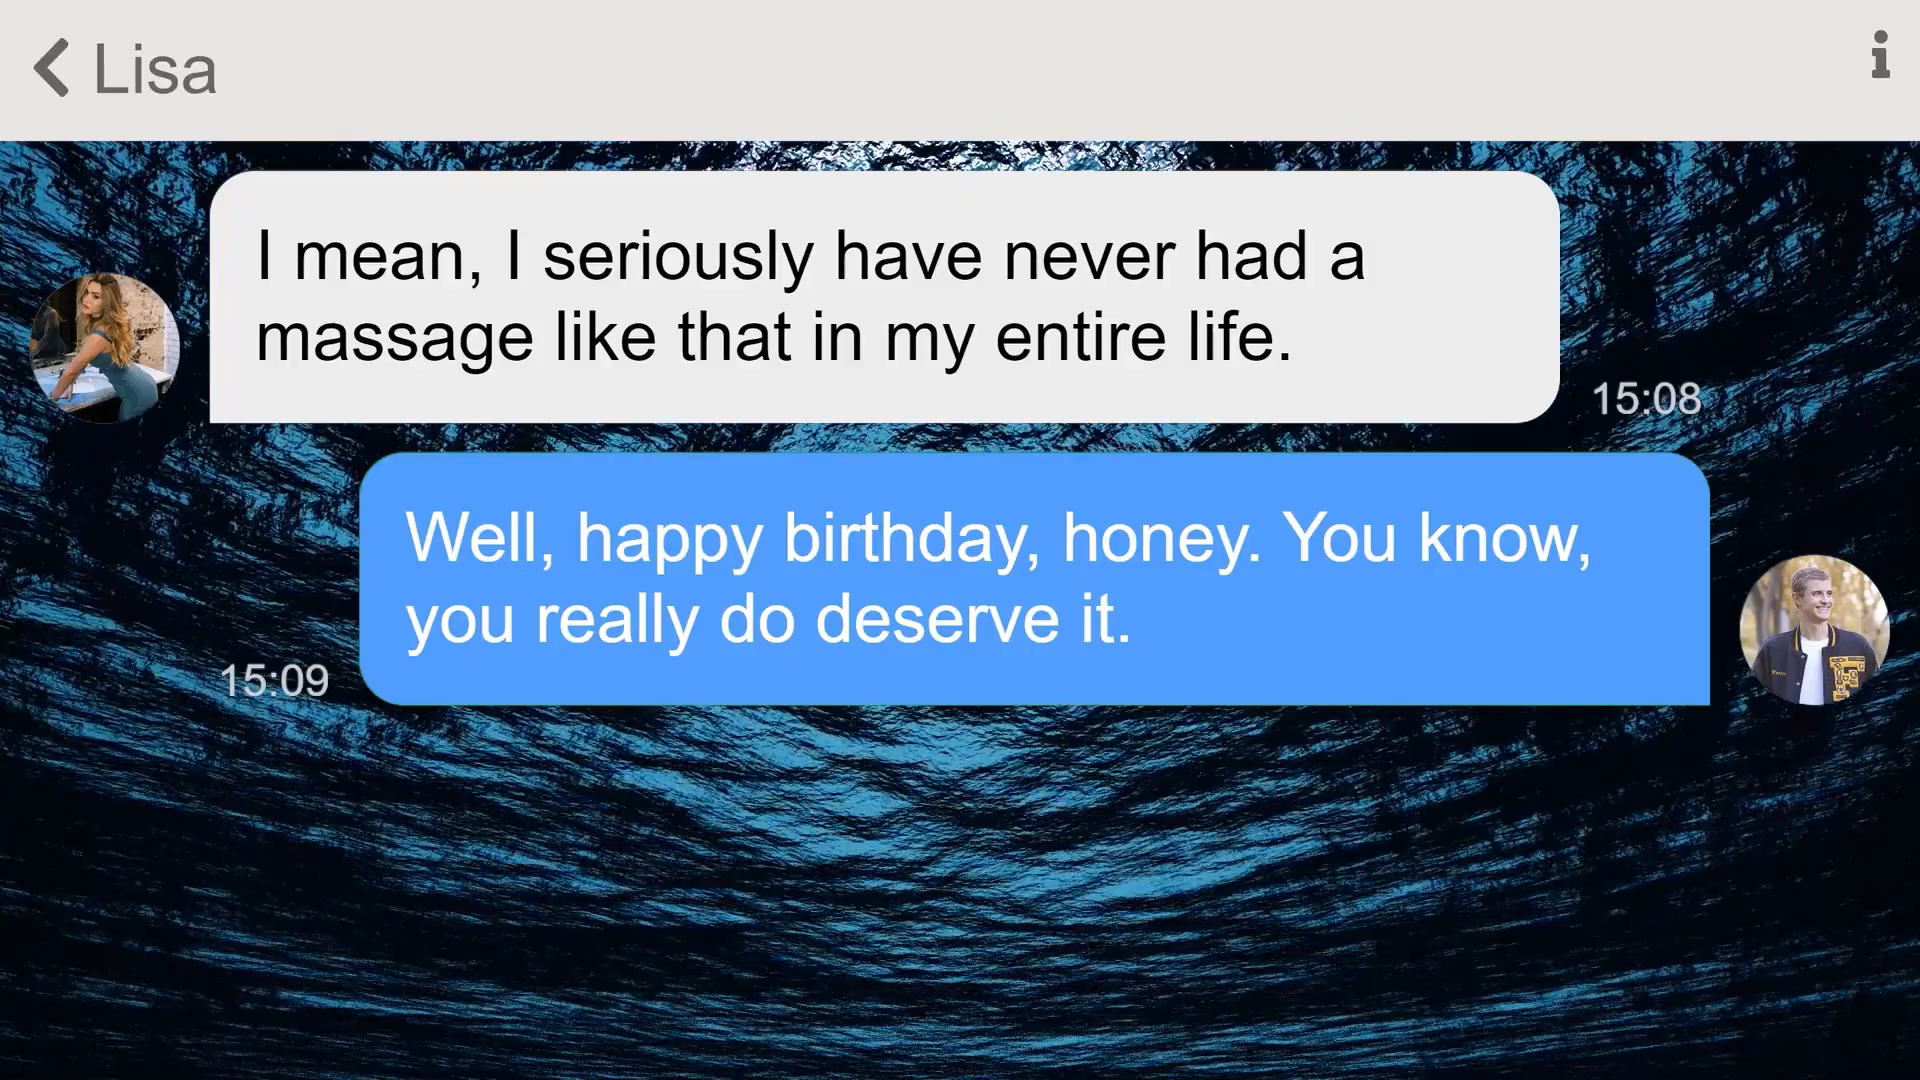 Lisa
I mean, I seriously have never had a
massage like that in my entire life.
15:08
Well, happy birthday, honey. You know,
you really do deserve it.
15:09